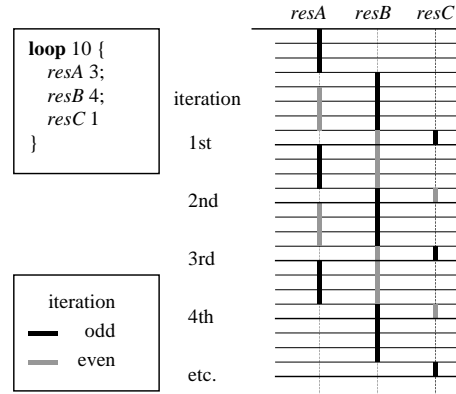 loop 10 {
resA 3;
resB 4;
resC 1
}
iteration
odd
even
resA resB resC
iteration
1st
2nd
3rd
4th
etc.